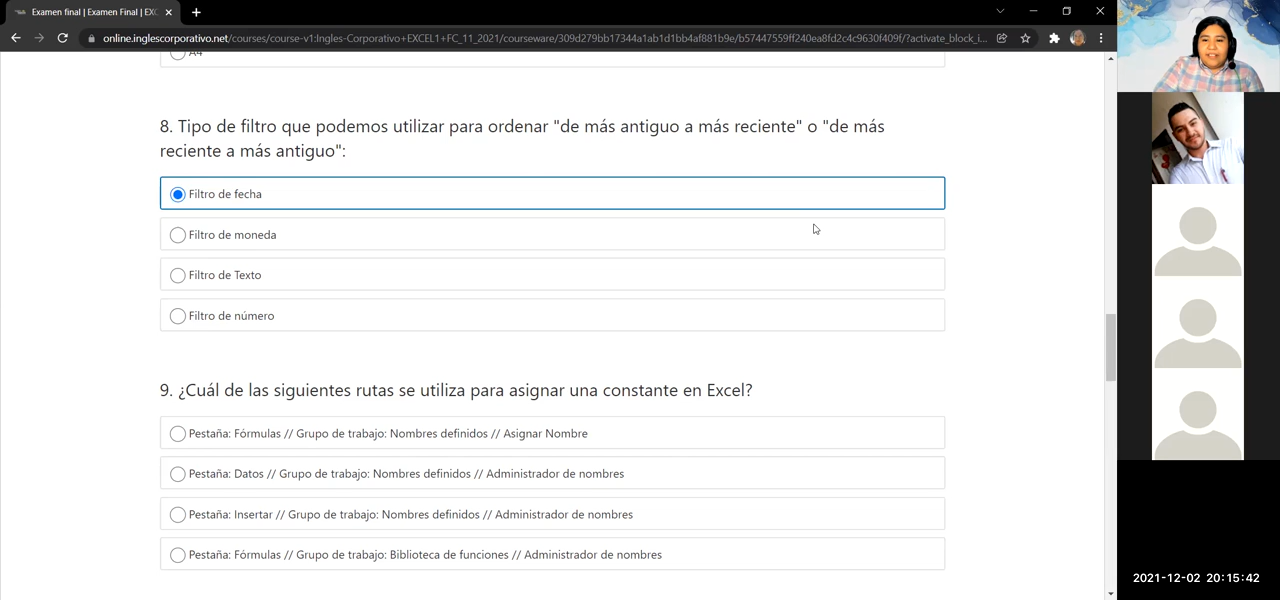 Examen final | Examen Final | EXC
online.inglescorporativo.net/courses/course-v1:Ingles-Corporativo+EXCEL1+FC_11_2021/courseware/309d279bb17344a1ab1d1bb4af881b9e/b57447559ff240ea8fd2c4c9630f409f/?activate_block_i...
A4
8. Tipo de filtro que podemos utilizar para ordenar "de más antiguo a más reciente" o "de más
reciente a más antiguo":
Filtro de fecha
Filtro de moneda
Filtro de Texto
Filtro de número
9. ¿Cuál de las siguientes rutas se utiliza para asignar una constante en Excel?
Pestaña: Fórmulas // Grupo de trabajo: Nombres definidos // Asignar Nombre
Pestaña: Datos // Grupo de trabajo: Nombres definidos // Administrador de nombres
Pestaña: Insertar // Grupo de trabajo: Nombres definidos // Administrador de nombres
Pestaña: Fórmulas // Grupo de trabajo: Biblioteca de funciones // Administrador de nombres
2021-12-02 20:15:42